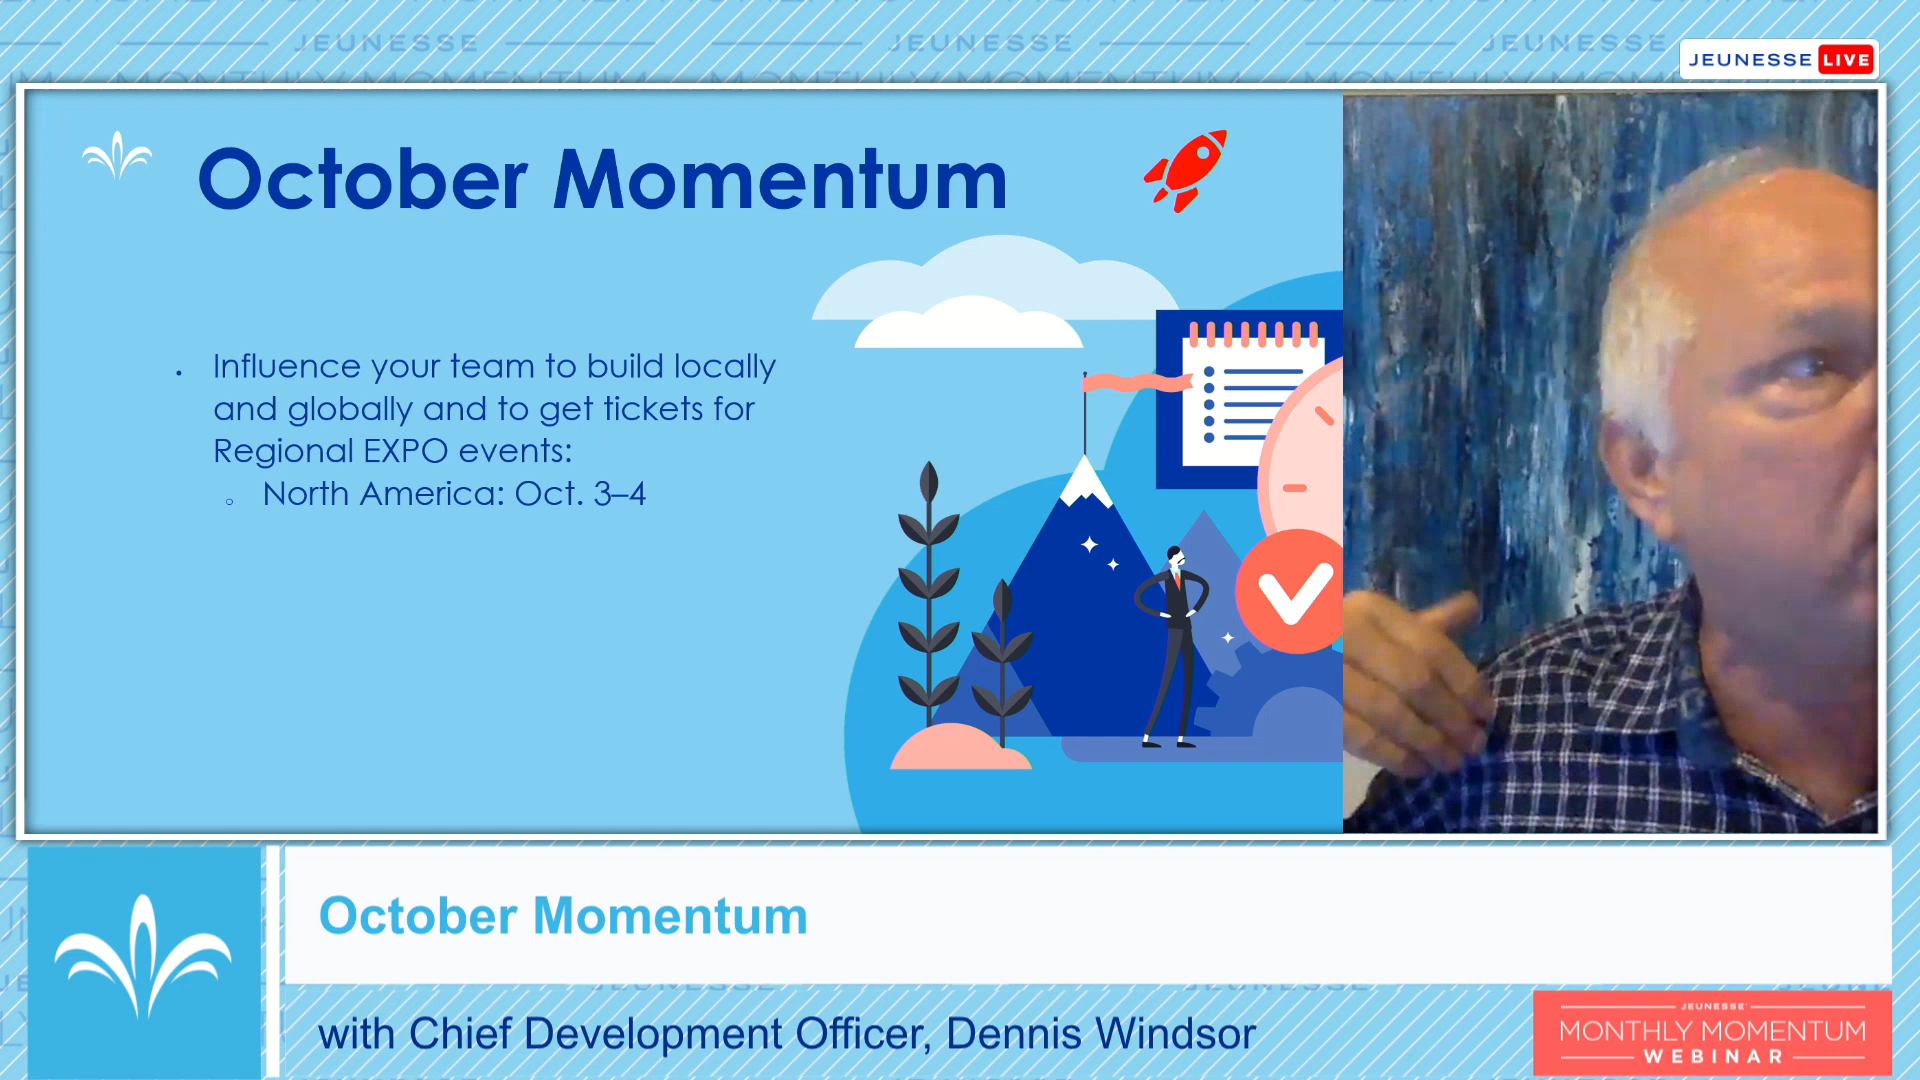 JEUNESSE JEUNESSE JEUNESSE
JEUNESSE LIVE
MONTHLY MOMENTUM
October Momentum
• Influence your team to build locally
and globally and to get tickets for
Regional EXPO events:
○ North America: Oct. 3–4
October Momentum
with Chief Development Officer, Dennis Windsor
JEUNESSE
MONTHLY MOMENTUM
WEBINAR